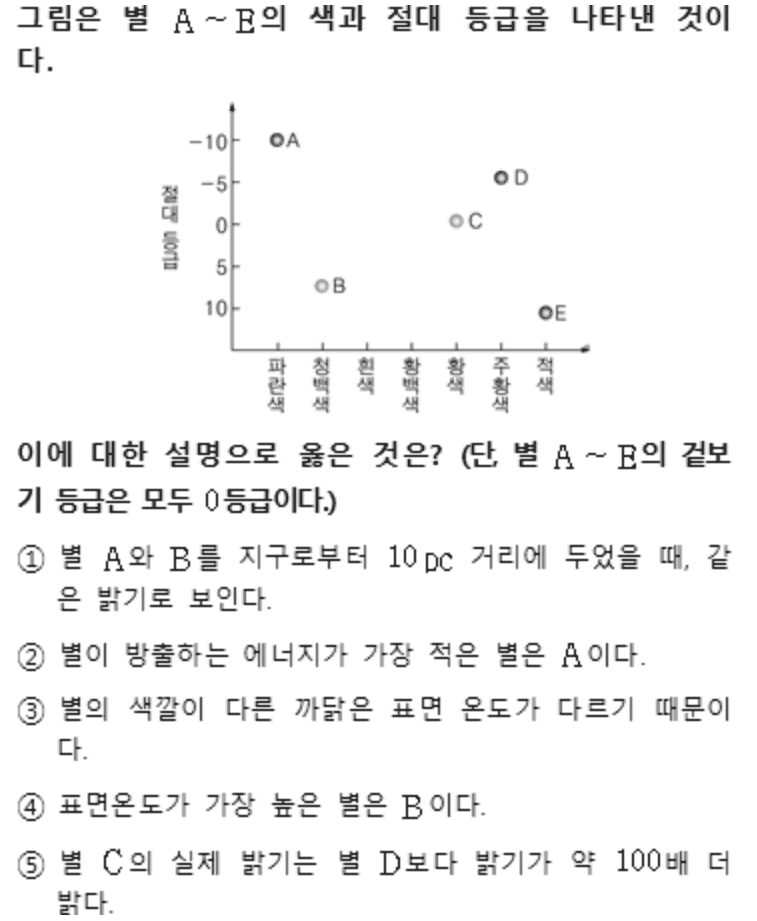 그림은 별 A ~ E의 색과 절대 등급을 나타낸 것이
다.
-10
-5
0
5
10
절대 등급
A
B
C
D
E
파란색
청백색
흰색
황백색
황색
주황색
적색
이에 대한 설명으로 옳은 것은? (단, 별 A ~ E의 겉보
기 등급은 모두 0등급이다.)
① 별 A와 B를 지구로부터 10pc 거리에 두었을 때, 같
은 밝기로 보인다.
② 별이 방출하는 에너지가 가장 적은 별은 A이다.
③ 별의 색깔이 다른 까닭은 표면 온도가 다르기 때문이
다.
④ 표면온도가 가장 높은 별은 B이다.
⑤ 별 C의 실제 밝기는 별 D보다 밝기가 약 100배 더
밝다.